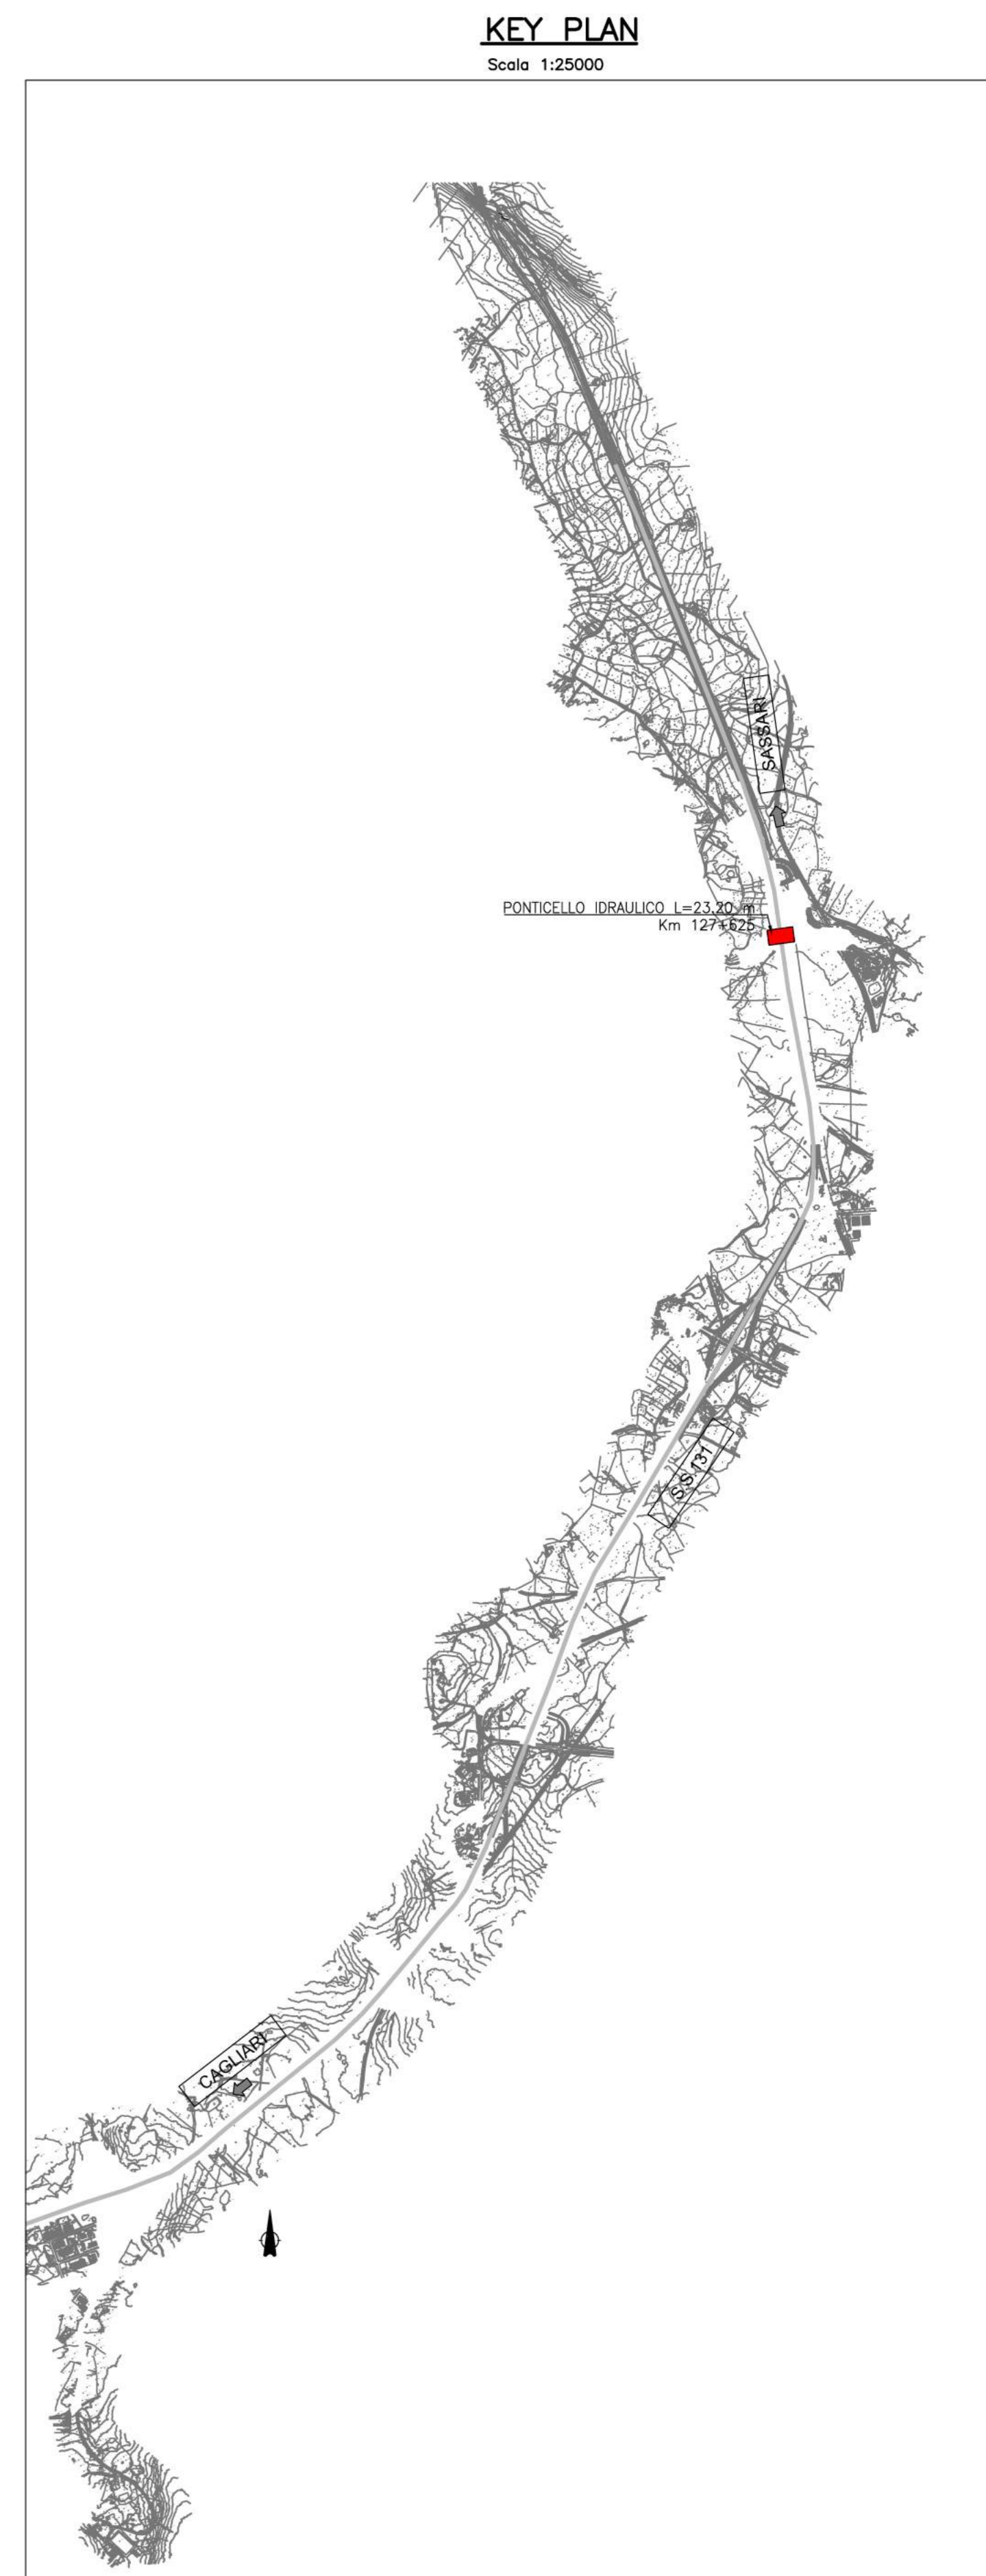 KEY PLAN
Scala 1:25000
SASSARI
PONTICELLO IDRAULICO L=23.20 m
Km 127+625
S.S.131
CAGLIARI